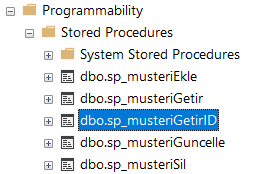 Programmability
Stored Procedures
System Stored Procedures
dbo.sp_musteriEkle
dbo.sp_musteriGetir
dbo.sp_musteriGetirID
dbo.sp_musteriGuncelle
dbo.sp_musteriSil